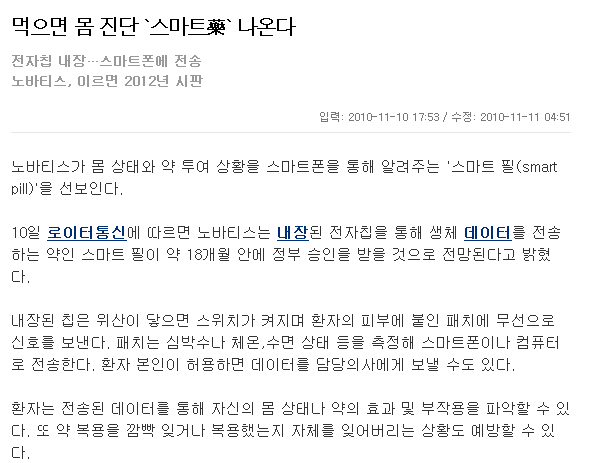 먹으면 몸 진단 `스마트藥` 나온다
전자칩 내장…스마트폰에 전송
노바티스, 이르면 2012년 시판
입력: 2010-11-10 17:53 / 수정: 2010-11-11 04:51
노바티스가 몸 상태와 약 투여 상황을 스마트폰을 통해 알려주는 '스마트 필(smart
pill)'을 선보인다.
10일 로이터통신에 따르면 노바티스는 내장된 전자칩을 통해 생체 데이터를 전송
하는 약인 스마트 필이 약 18개월 안에 정부 승인을 받을 것으로 전망된다고 밝혔
다.
내장된 칩은 위산이 닿으면 스위치가 켜지며 환자의 피부에 붙인 패치에 무선으로
신호를 보낸다. 패치는 심박수나 체온,수면 상태 등을 측정해 스마트폰이나 컴퓨터
로 전송한다. 환자 본인이 허용하면 데이터를 담당의사에게 보낼 수도 있다.
환자는 전송된 데이터를 통해 자신의 몸 상태나 약의 효과 및 부작용을 파악할 수 있
다. 또 약 복용을 깜빡 잊거나 복용했는지 자체를 잊어버리는 상황도 예방할 수 있
다.